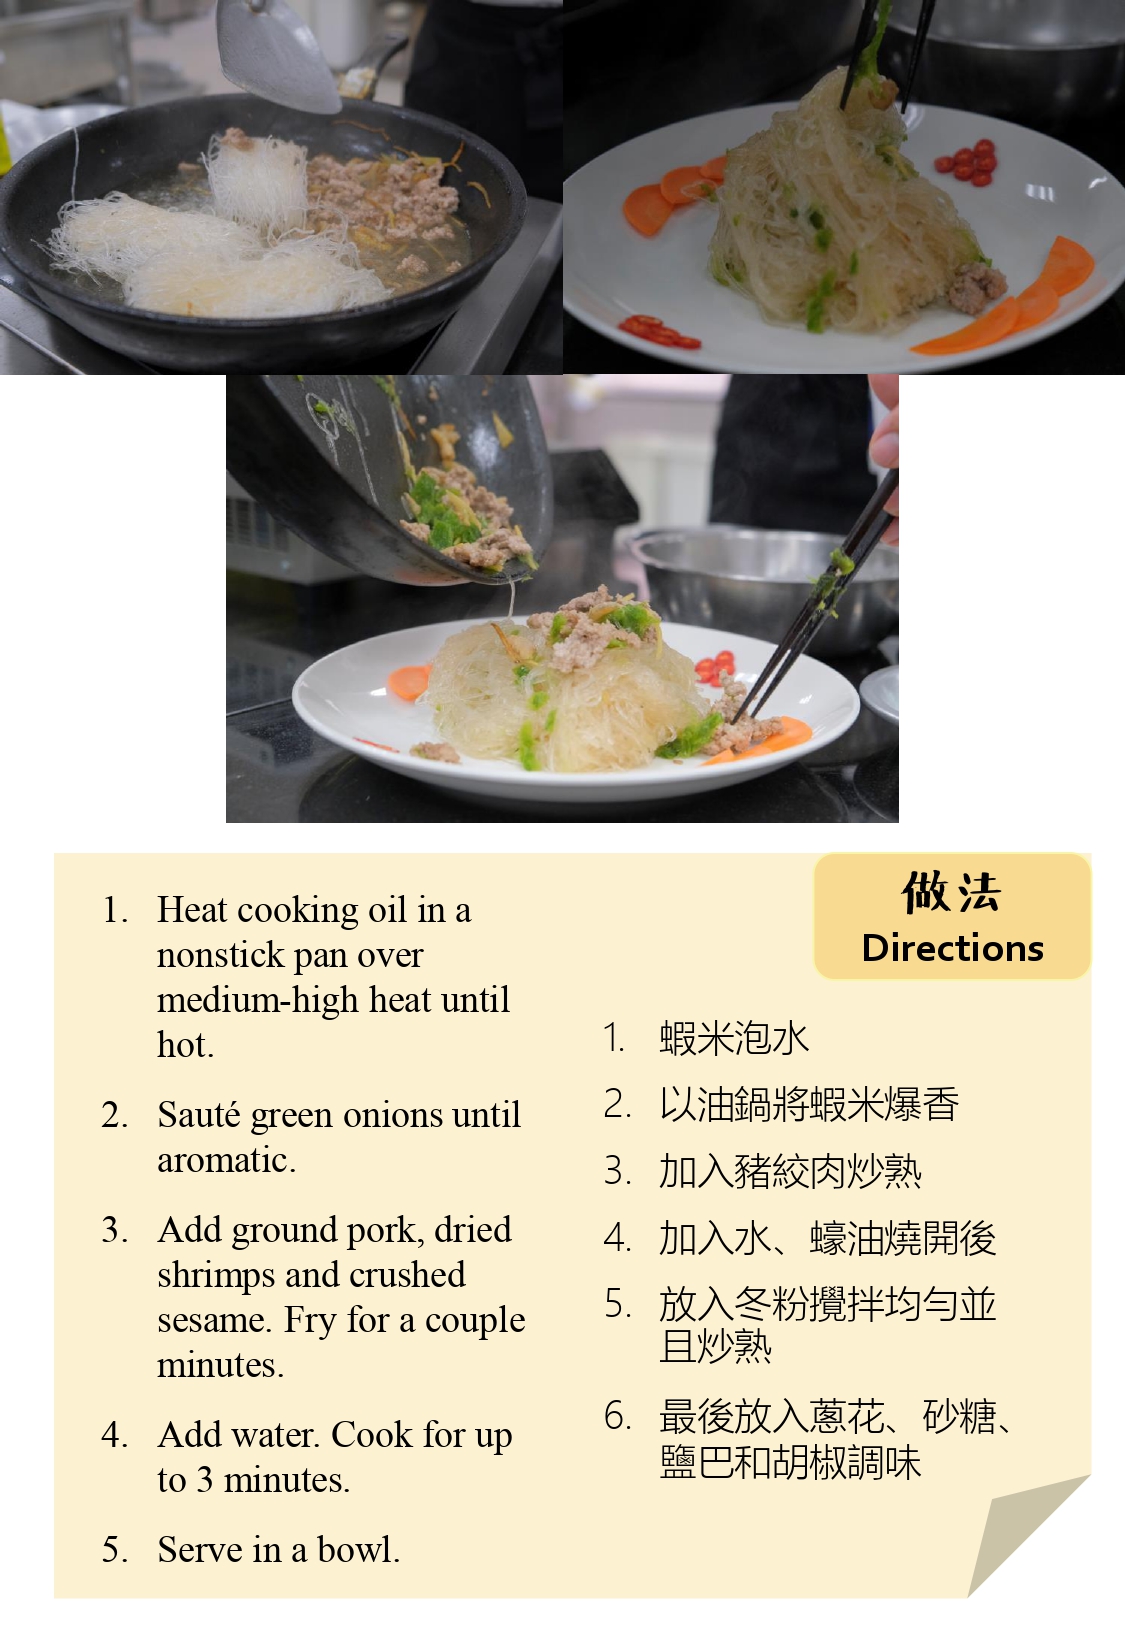 做法
Directions
1. Heat cooking oil in a
nonstick pan over
medium-high heat until
hot.
2. Sauté green onions until
aromatic.
3. Add ground pork, dried
shrimps and crushed
sesame. Fry for a couple
minutes.
4. Add water. Cook for up
to 3 minutes.
5. Serve in a bowl.
1. 蝦米泡水
2. 以油鍋將蝦米爆香
3. 加入豬絞肉炒熟
4. 加入水、蠔油燒開後
5. 放入冬粉攪拌均勻並
且炒熟
6. 最後放入蔥花、砂糖、
鹽巴和胡椒調味